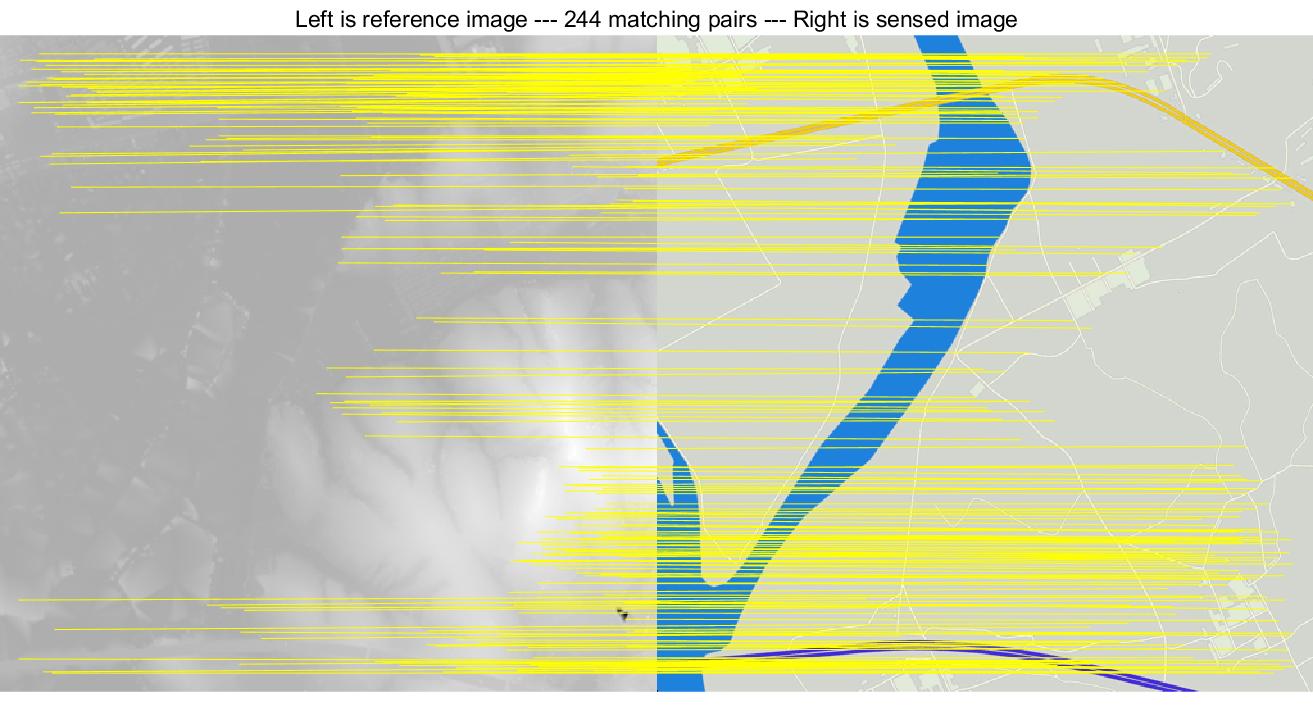 Left is reference image --- 244 matching pairs --- Right is sensed image